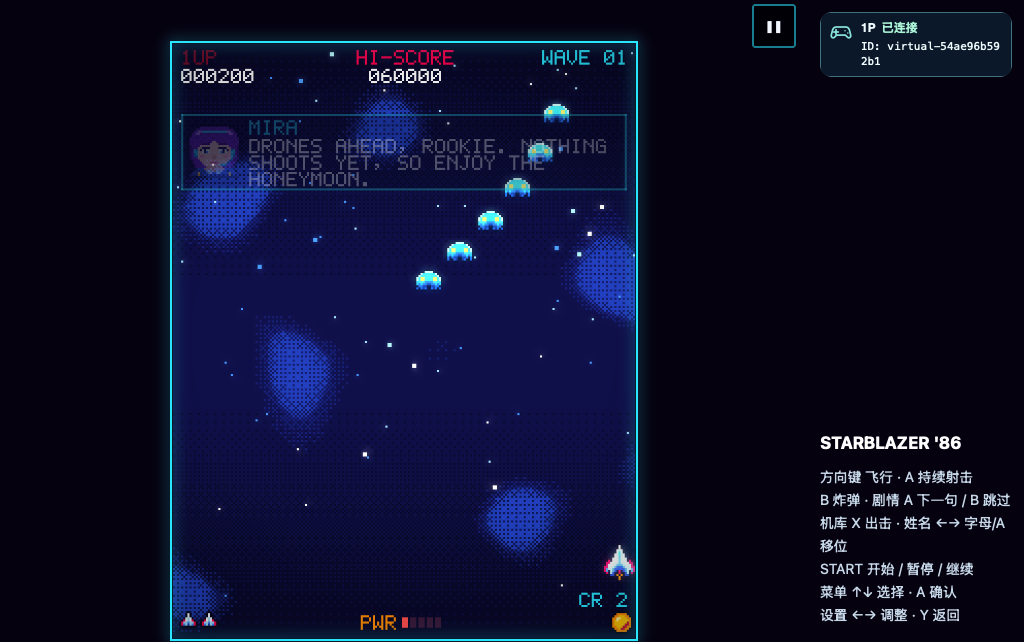 1P 已连接
ID: virtual-54ae96b59
2b1
1UP HI-SCORE WAVE 01
000200 060000
MIRA
DRONES AHEAD, ROOKIE. NOTHING
SHOOTS YET, SO ENJOY THE
HONEYMOON.
CR 2
PWR
STARBLAZER '86
方向键 飞行 · A 持续射击
B 炸弹 · 剧情 A 下一句 / B 跳过
机库 X 出击 · 姓名 ←→ 字母/A
移位
START 开始 / 暂停 / 继续
菜单 ↑↓ 选择 · A 确认
设置 ←→ 调整 · Y 返回